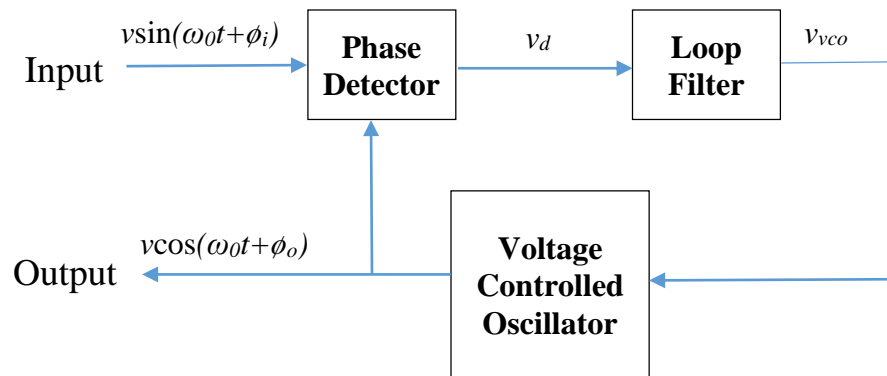 vsin(ω0t+ϕi)
Input
Phase
Detector
vd
Loop
Filter
vvco
vcos(ω0t+ϕo)
Output
Voltage
Controlled
Oscillator